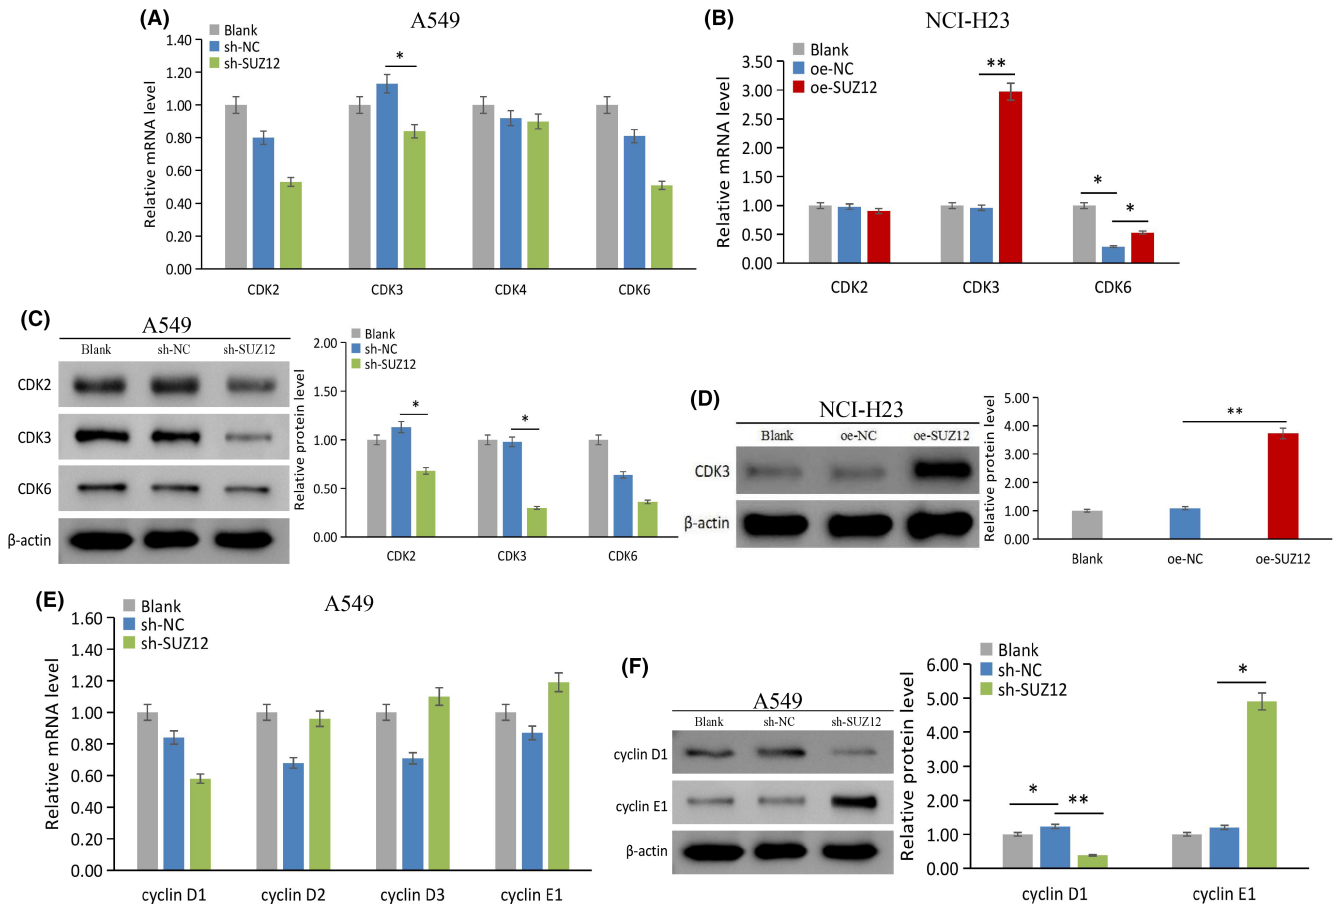 (A)
A549
Blank
sh-NC
sh-SUZ12
Relative mRNA level
1.40
1.20
1.00
0.80
0.60
0.40
0.20
0.00
*
CDK2
CDK3
CDK4
CDK6
(B)
NCI-H23
Blank
oe-NC
oe-SUZ12
Relative mRNA level
3.50
3.00
2.50
2.00
1.50
1.00
0.50
0.00
**
*
*
CDK2
CDK3
CDK6
(C)
A549
Blank sh-NC sh-SUZ12
CDK2
CDK3
CDK6
β-actin
Blank
sh-NC
sh-SUZ12
Relative protein level
2.00
1.50
1.00
0.50
0.00
*
*
CDK2
CDK3
CDK6
(D)
NCI-H23
Blank oe-NC oe-SUZ12
CDK3
β-actin
Relative protein level
5.00
4.00
3.00
2.00
1.00
0.00
**
Blank
oe-NC
oe-SUZ12
(E)
A549
Blank
sh-NC
sh-SUZ12
Relative mRNA level
1.60
1.40
1.20
1.00
0.80
0.60
0.40
0.20
0.00
cyclin D1
cyclin D2
cyclin D3
cyclin E1
(F)
A549
Blank sh-NC sh-SUZ12
cyclin D1
cyclin E1
β-actin
Blank
sh-NC
sh-SUZ12
Relative protein level
6.00
5.00
4.00
3.00
2.00
1.00
0.00
*
**
*
cyclin D1
cyclin E1